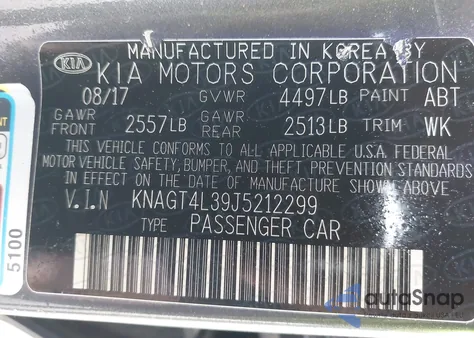 MANUFACTURED IN KOREA BY
KIA KIA MOTORS CORPORATION
08/17 GVWR 4497LB PAINT ABT
GAWR FRONT 2557LB GAWR REAR 2513LB TRIM WK
THIS VEHICLE CONFORMS TO ALL APPLICABLE U.S.A. FEDERAL
MOTOR VEHICLE SAFETY, BUMPER, AND THEFT PREVENTION
STANDARDS IN EFFECT ON THE DATE OF MANUFACTURE SHOWN ABOVE
V.I.N KNAGT4L39J5212299
TYPE PASSENGER CAR
5100
autoSnap